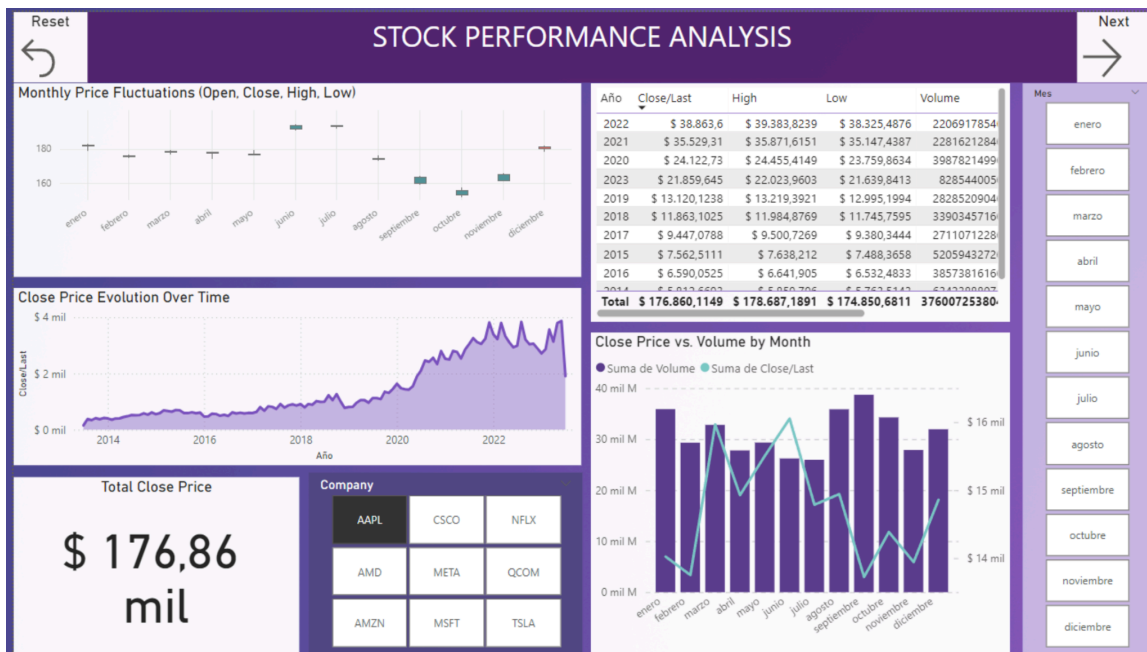 Reset
STOCK PERFORMANCE ANALYSIS
Next
Monthly Price Fluctuations (Open, Close, High, Low)
180
160
enero febrero marzo abril mayo junio julio agosto septiembre octubre noviembre diciembre
Close Price Evolution Over Time
$ 4 mil
$ 2 mil
$ 0 mil
Close/Last
2014 2016 2018 2020 2022
Año
Total Close Price
$ 176,86
mil
Company
AAPL CSCO NFLX
AMD META QCOM
AMZN MSFT TSLA
Año Close/Last High Low Volume
2022 $ 38.863,6 $ 39.383,8239 $ 38.325,4876 2206917854
2021 $ 35.529,31 $ 35.871,6151 $ 35.147,4387 2281621284
2020 $ 24.122,73 $ 24.455,4149 $ 23.759,8634 3987821499
2023 $ 21.859,645 $ 22.023,9603 $ 21.639,8413 828544005
2019 $ 13.120,1238 $ 13.219,3921 $ 12.995,1994 2828520904
2018 $ 11.863,1025 $ 11.984,8769 $ 11.745,7595 3390345716
2017 $ 9.447,0788 $ 9.500,7269 $ 9.380,3444 2711071228
2015 $ 7.562,5111 $ 7.638,212 $ 7.488,3658 5205943272
2016 $ 6.590,0525 $ 6.641,905 $ 6.532,4833 3857381616
Total $ 176.860,1149 $ 178.687,1891 $ 174.850,6811 37600725380
Close Price vs. Volume by Month
Suma de Volume Suma de Close/Last
40 mil M
30 mil M
20 mil M
10 mil M
0 mil M
$ 16 mil
$ 15 mil
$ 14 mil
enero febrero marzo abril mayo junio julio agosto septiembre octubre noviembre diciembre
Mes
enero
febrero
marzo
abril
mayo
junio
julio
agosto
septiembre
octubre
noviembre
diciembre